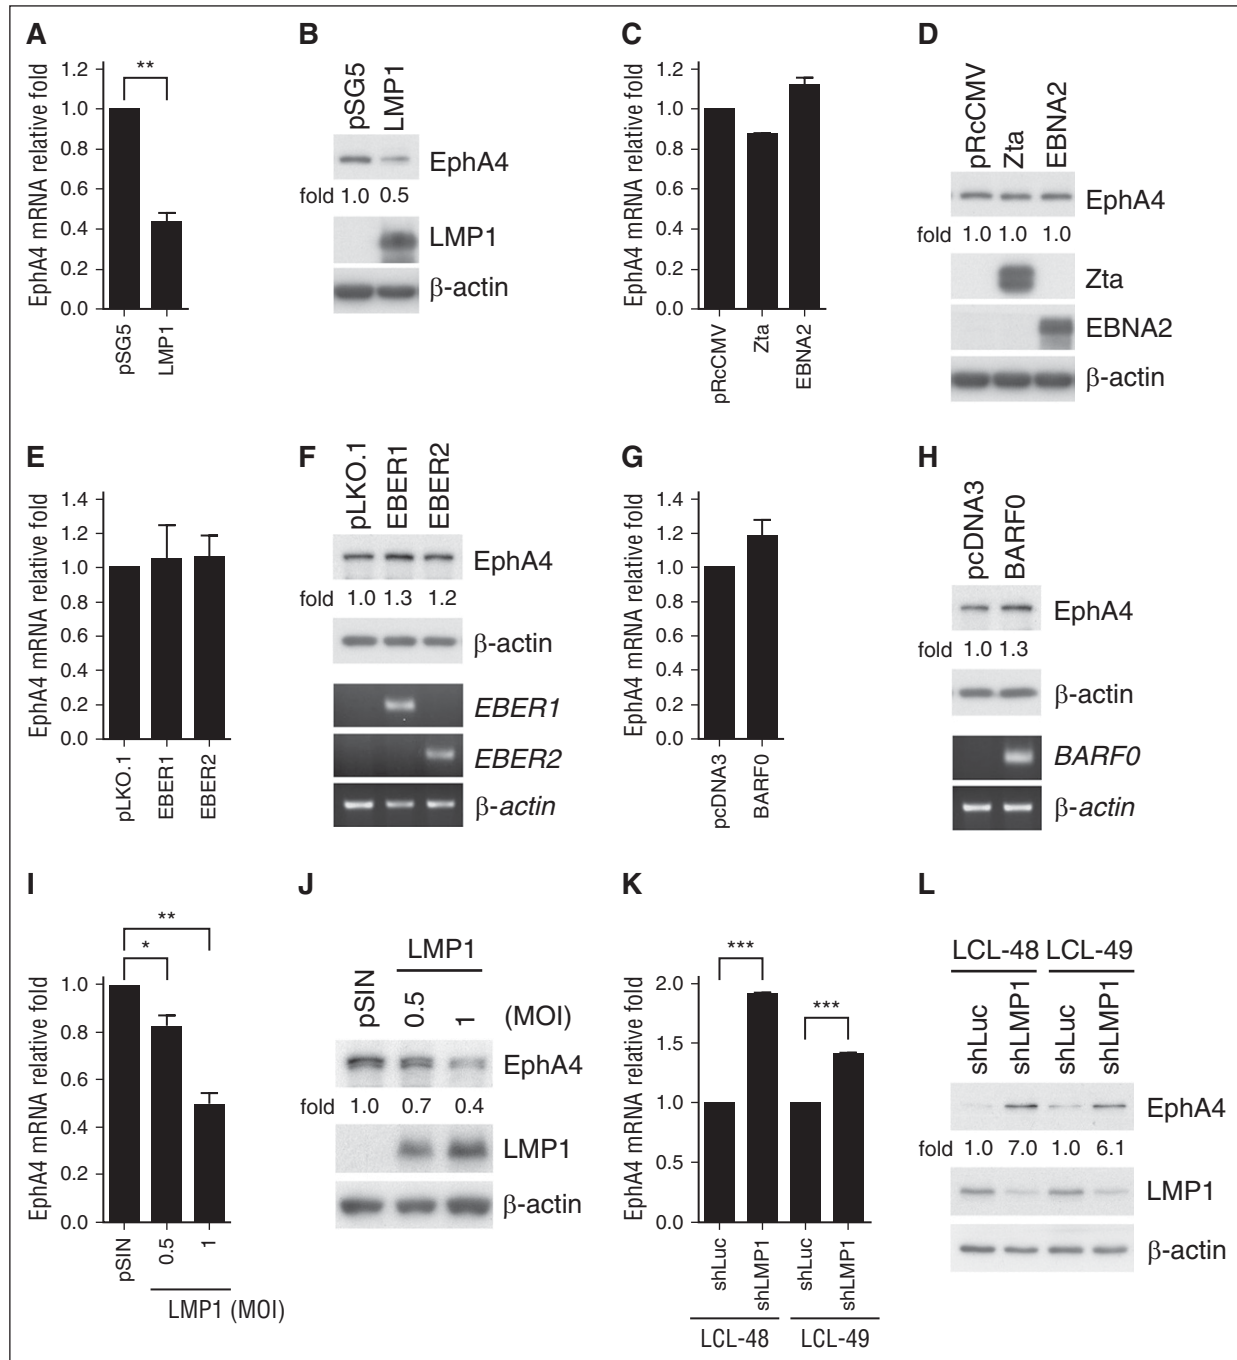 A
EphA4 mRNA relative fold
1.2
1.0
0.8
0.6
0.4
0.2
0.0
**
pSG5
LMP1
B
pSG5
LMP1
EphA4
fold 1.0 0.5
LMP1
β-actin
C
EphA4 mRNA relative fold
1.2
1.0
0.8
0.6
0.4
0.2
0.0
pRcCMV
Zta
EBNA2
D
pRcCMV
Zta
EBNA2
EphA4
fold 1.0 1.0 1.0
Zta
EBNA2
β-actin
E
EphA4 mRNA relative fold
1.4
1.2
1.0
0.8
0.6
0.4
0.2
0.0
pLKO.1
EBER1
EBER2
F
pLKO.1
EBER1
EBER2
EphA4
fold 1.0 1.3 1.2
β-actin
EBER1
EBER2
β-actin
G
EphA4 mRNA relative fold
1.4
1.2
1.0
0.8
0.6
0.4
0.2
0.0
pcDNA3
BARF0
H
pcDNA3
BARF0
EphA4
fold 1.0 1.3
β-actin
BARF0
β-actin
I
EphA4 mRNA relative fold
1.0
0.8
0.6
0.4
0.2
0.0
**
*
pSIN
0.5
1
LMP1 (MOI)
J
LMP1
pSIN
0.5
1
(MOI)
EphA4
fold 1.0 0.7 0.4
LMP1
β-actin
K
EphA4 mRNA relative fold
2.0
1.5
1.0
0.5
0.0
***
***
shLuc
shLMP1
shLuc
shLMP1
LCL-48
LCL-49
L
LCL-48 LCL-49
shLuc
shLMP1
shLuc
shLMP1
EphA4
fold 1.0 7.0 1.0 6.1
LMP1
β-actin